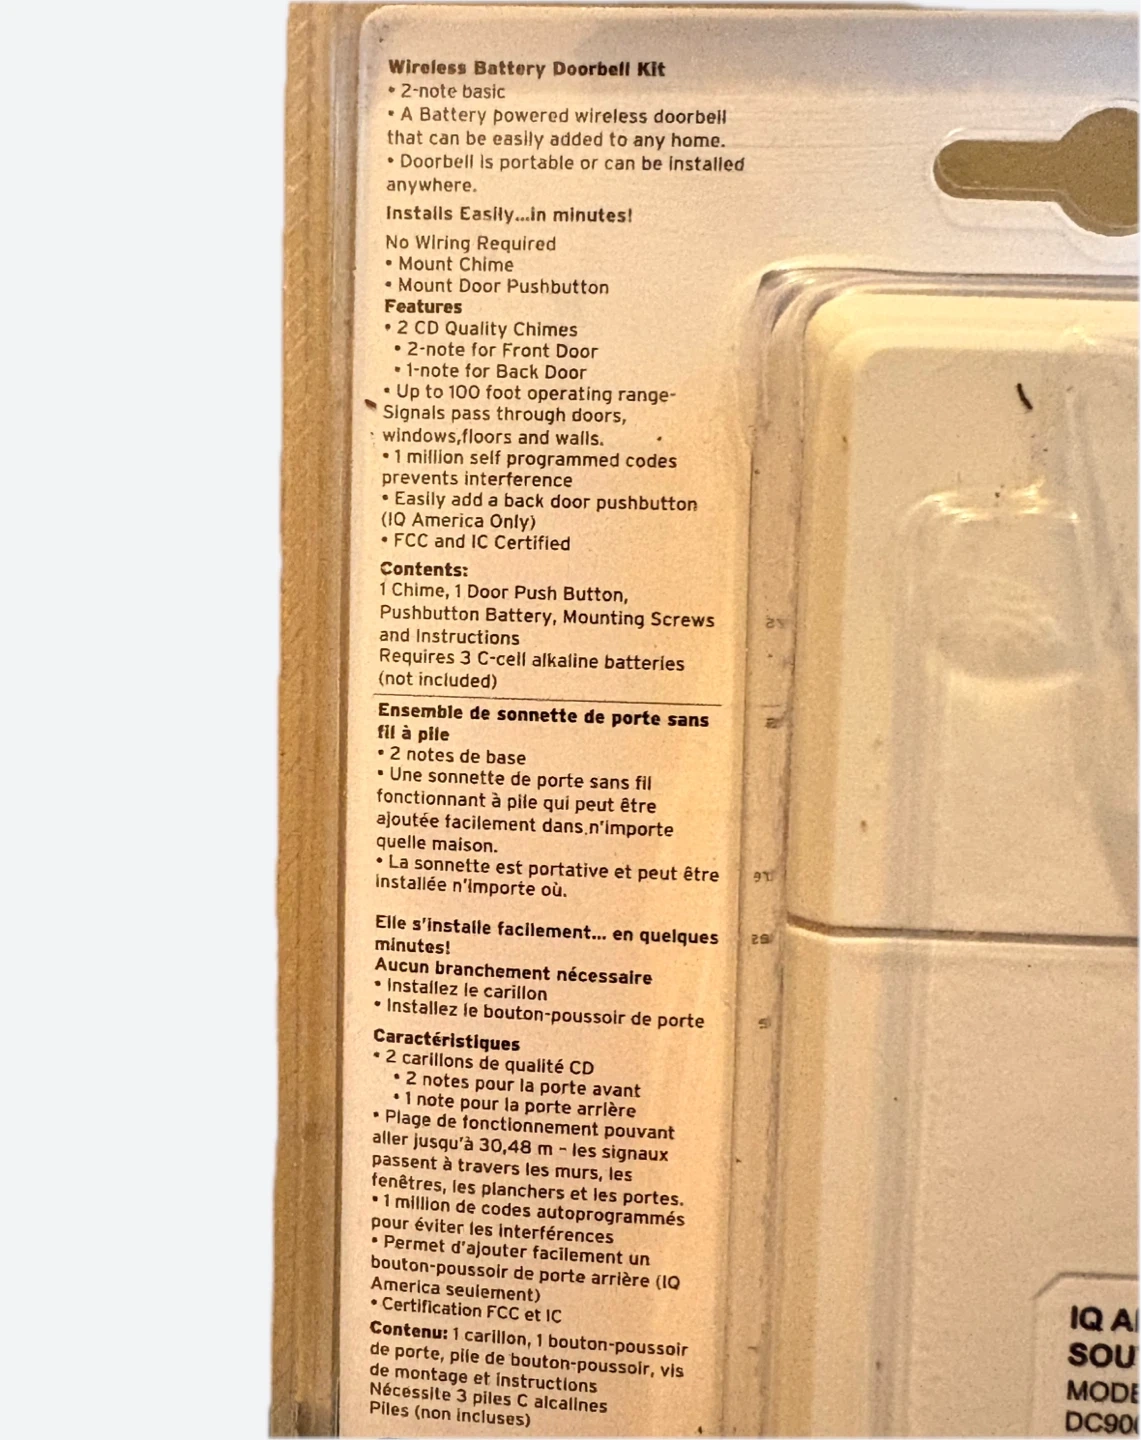 Wireless Battery Doorbell Kit
• 2-note basic
• A Battery powered wireless doorbell
that can be easily added to any home.
• Doorbell is portable or can be installed
anywhere.
Installs Easily...in minutes!
No Wiring Required
• Mount Chime
• Mount Door Pushbutton
Features
• 2 CD Quality Chimes
• 2-note for Front Door
• 1-note for Back Door
• Up to 100 foot operating range-
Signals pass through doors,
windows,floors and walls.
• 1 million self programmed codes
prevents interference
• Easily add a back door pushbutton
(IQ America Only)
• FCC and IC Certified
Contents:
1 Chime, 1 Door Push Button,
Pushbutton Battery, Mounting Screws
and Instructions
Requires 3 C-cell alkaline batteries
(not included)
Ensemble de sonnette de porte sans
fil à pile
• 2 notes de base
• Une sonnette de porte sans fil
fonctionnant à pile qui peut être
ajoutée facilement dans n'importe
quelle maison.
• La sonnette est portative et peut être
installée n'importe où.
Elle s'installe facilement... en quelques
minutes!
Aucun branchement nécessaire
• Installez le carillon
• Installez le bouton-poussoir de porte
Caractéristiques
• 2 carillons de qualité CD
• 2 notes pour la porte avant
• 1 note pour la porte arrière
• Plage de fonctionnement pouvant
aller jusqu'à 30,48 m - les signaux
passent à travers les murs, les
fenêtres, les planchers et les portes.
• 1 million de codes autoprogrammés
pour éviter les interférences
• Permet d'ajouter facilement un
bouton-poussoir de porte arrière (IQ
America seulement)
• Certification FCC et IC
Contenu: 1 carillon, 1 bouton-poussoir
de porte, pile de bouton-poussoir, vis
de montage et instructions
Nécessite 3 piles C alcalines
Piles (non incluses)
IQ A
SOU
MODE
DC90